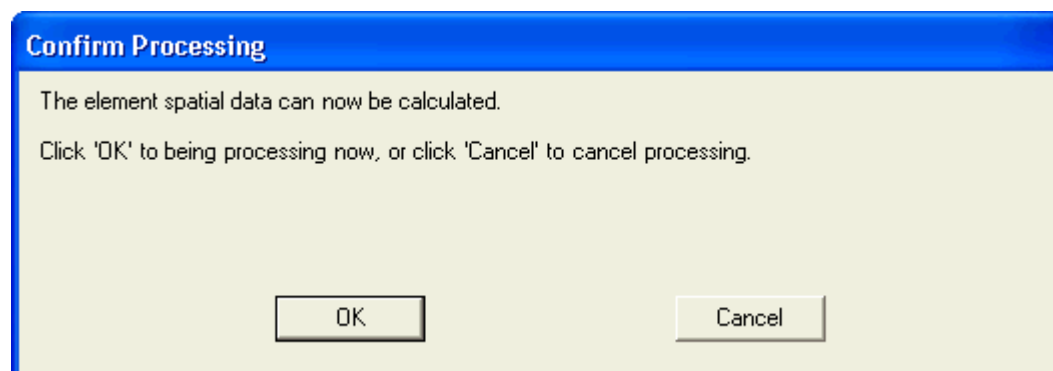 Confirm Processing
The element spatial data can now be calculated.
Click 'OK' to being processing now, or click 'Cancel' to cancel processing.
OK
Cancel